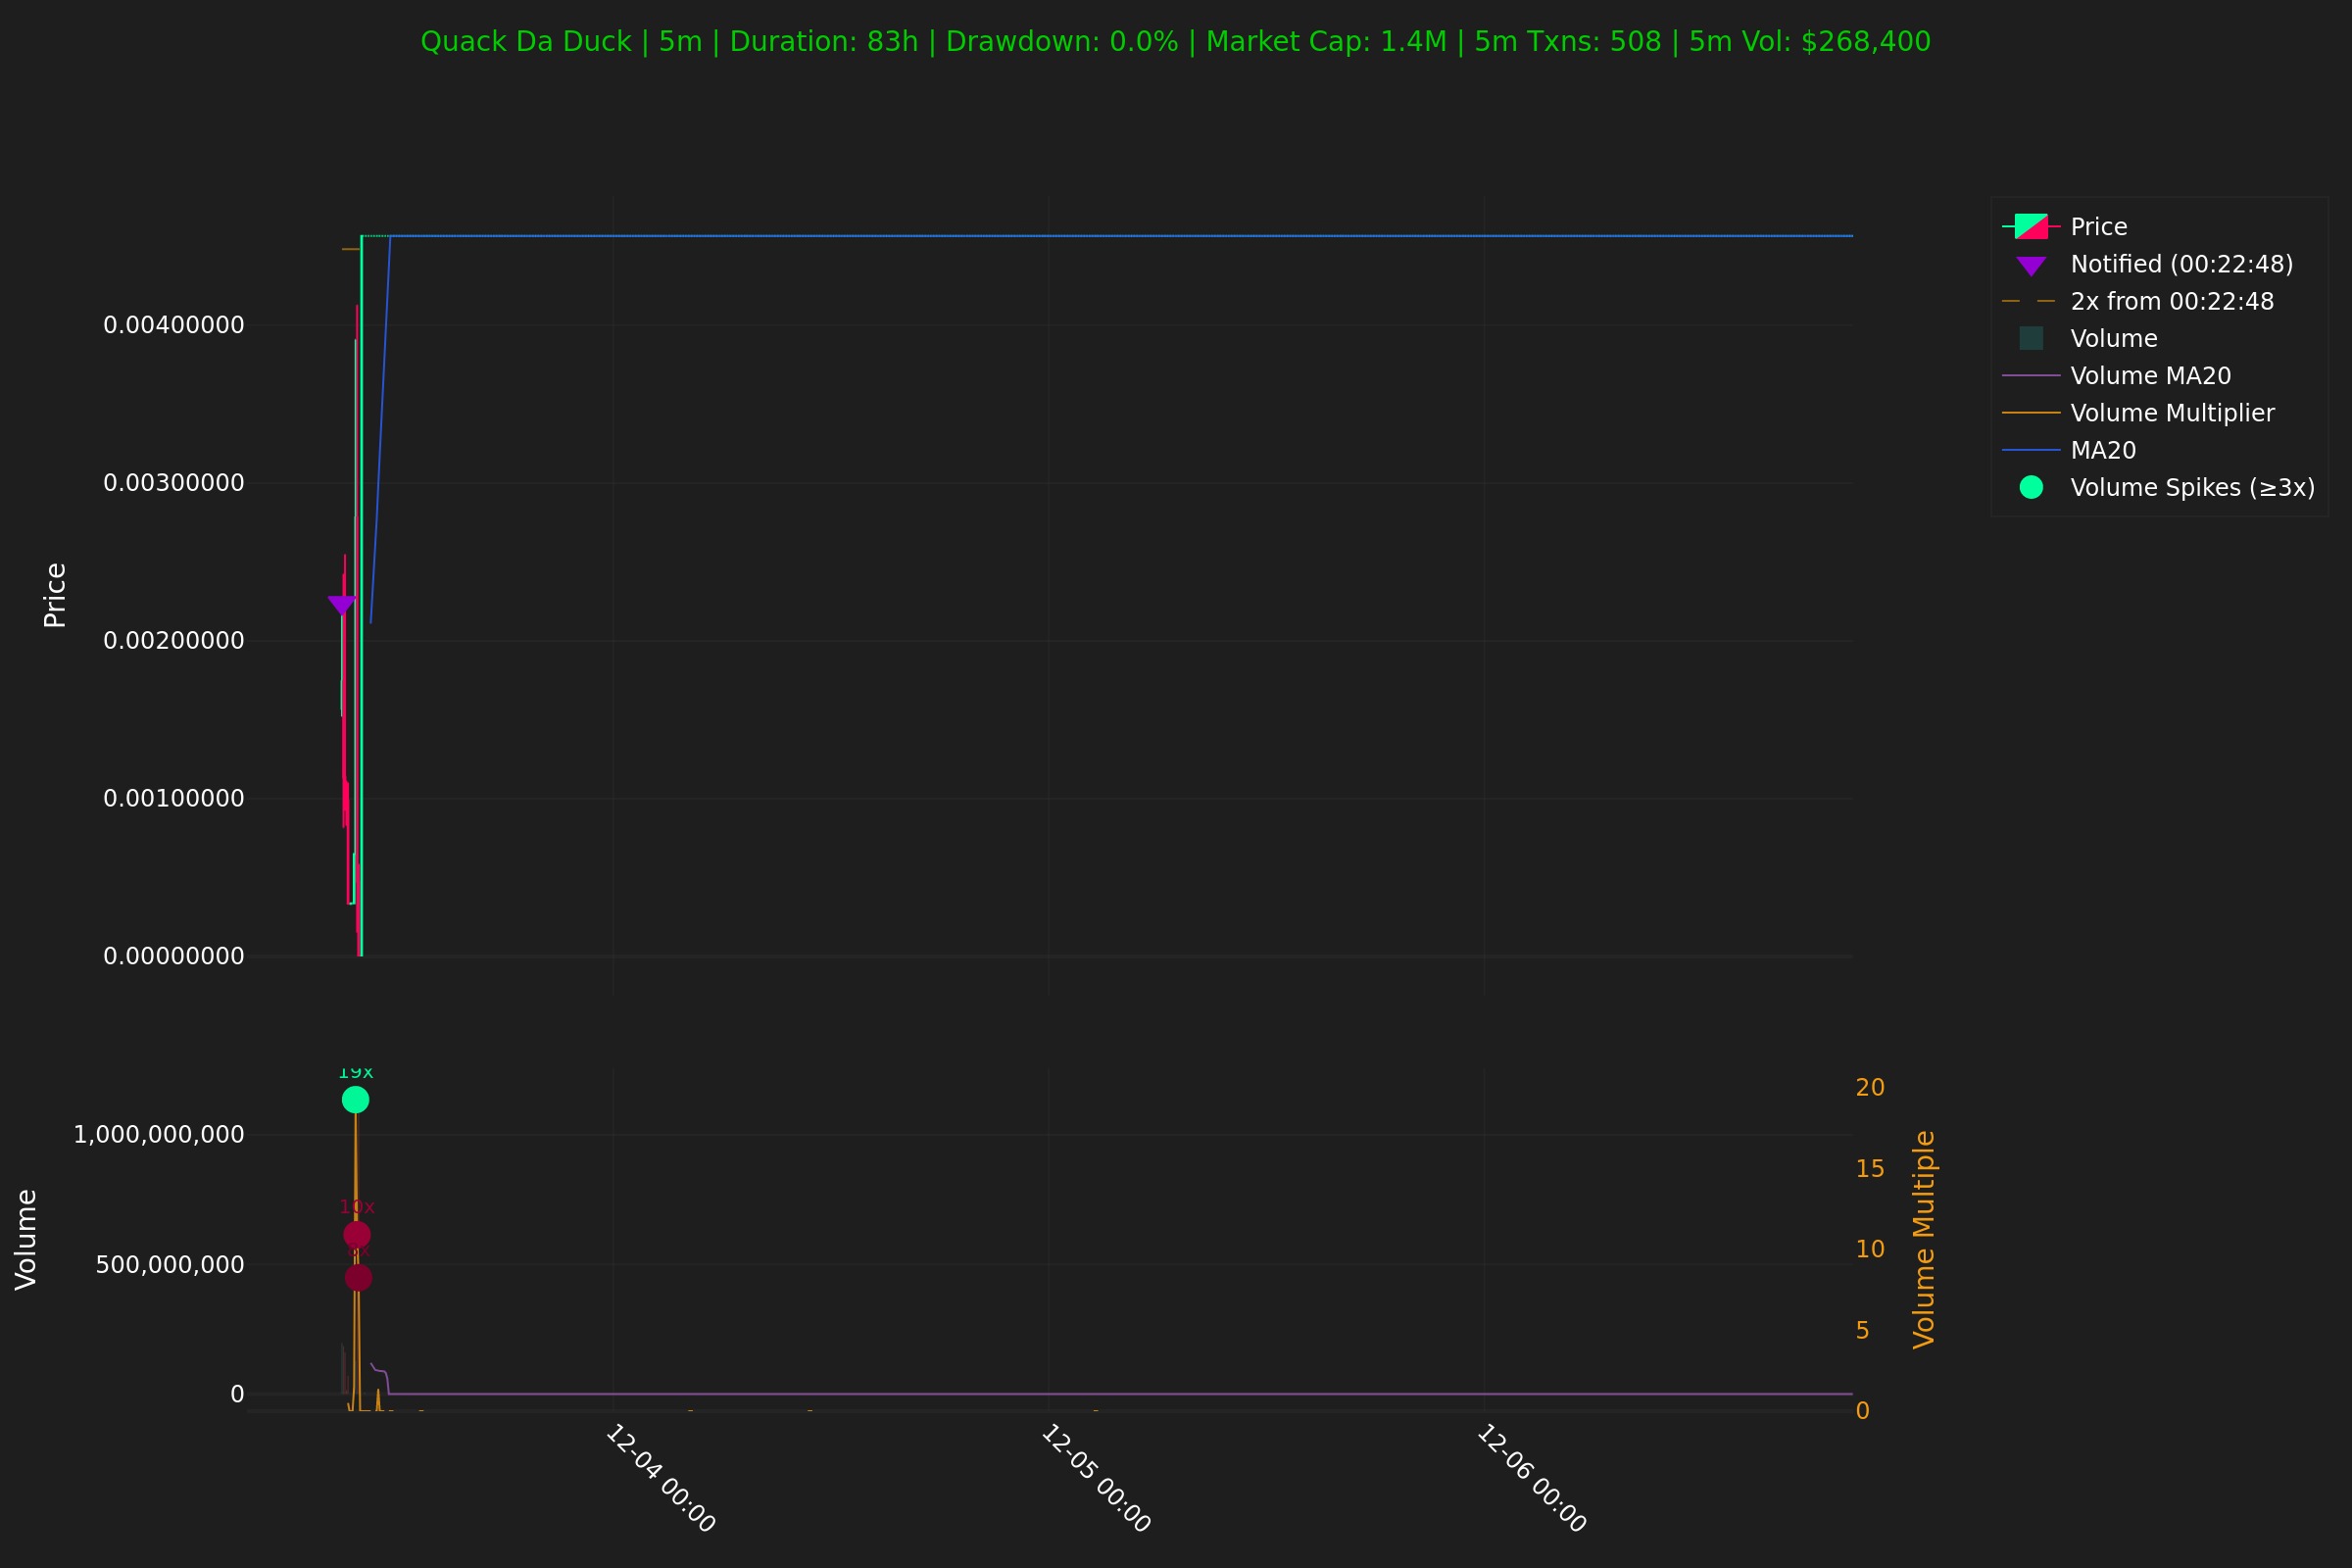 Quack Da Duck | 5m | Duration: 83h | Drawdown: 0.0% | Market Cap: 1.4M | 5m Txns: 508 | 5m Vol: $268,400
Price
Notified (00:22:48)
2x from 00:22:48
Volume
Volume MA20
Volume Multiplier
MA20
Volume Spikes (≥3x)
Price
0.00400000
0.00300000
0.00200000
0.00100000
0.00000000
Volume
1,000,000,000
500,000,000
0
19x
10x
Volume Multiple
20
15
10
5
0
12-04 00:00
12-05 00:00
12-06 00:00